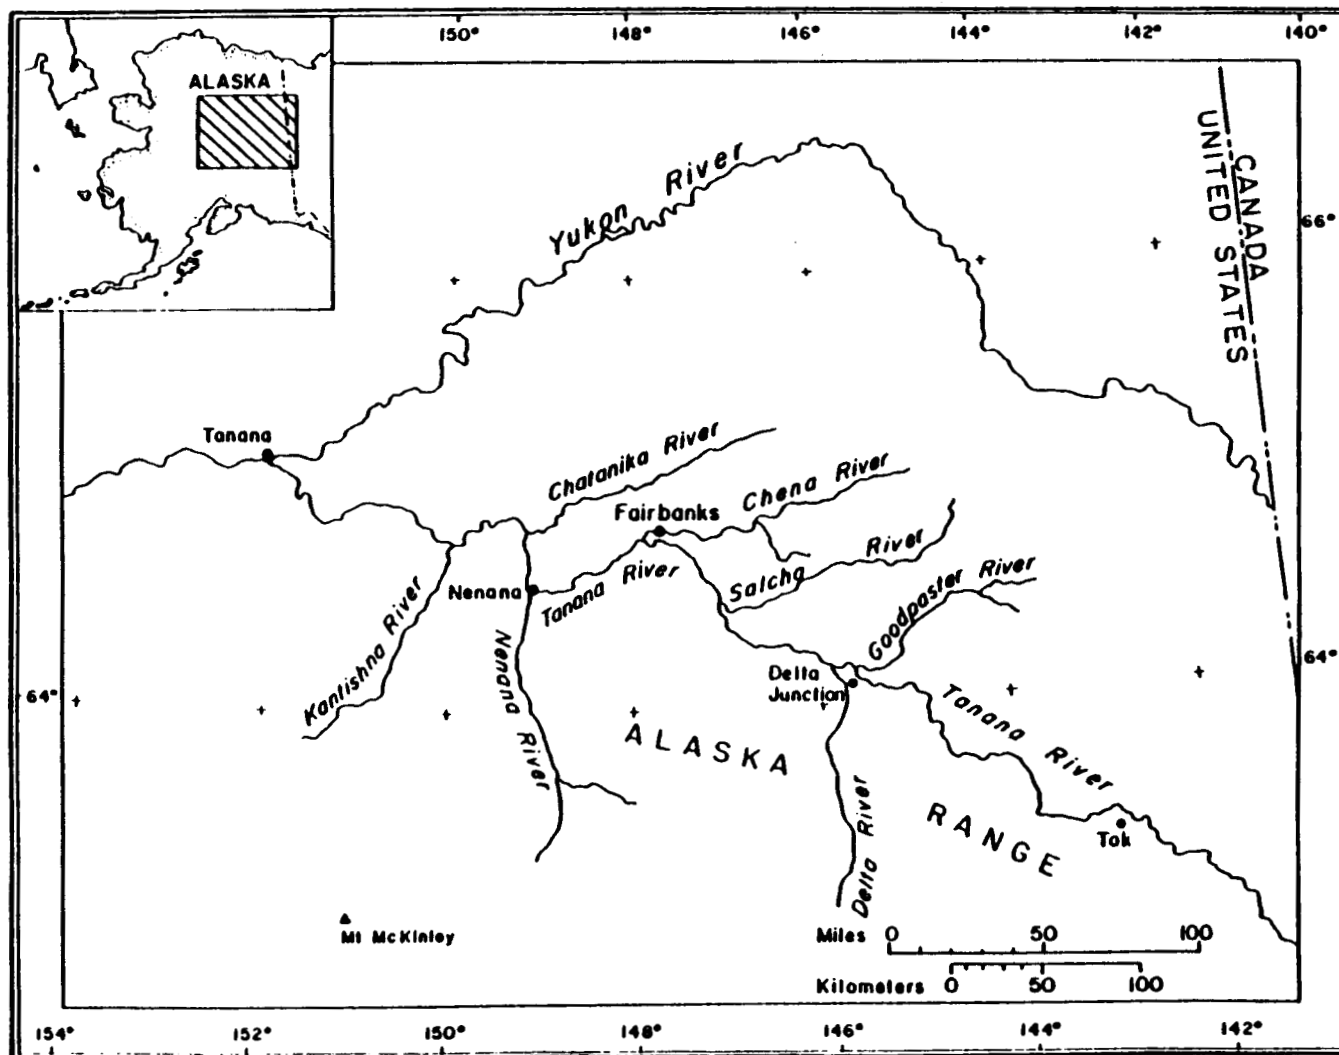 150° 148° 146° 144° 142° 140°
ALASKA
CANADA
UNITED STATES
Yukon River
66°
Tanana
Chatanika River
Chena River
Fairbanks
Salcha River
Nenana
Tanana River
Goodpaster River
Kantishna River
Nenana River
64°
64°
Delta
Junction
Tanana River
ALASKA
RANGE
Delta River
Tok
Mt McKinley
Miles 0 50 100
Kilometers 0 50 100
154° 152° 150° 148° 146° 144° 142°